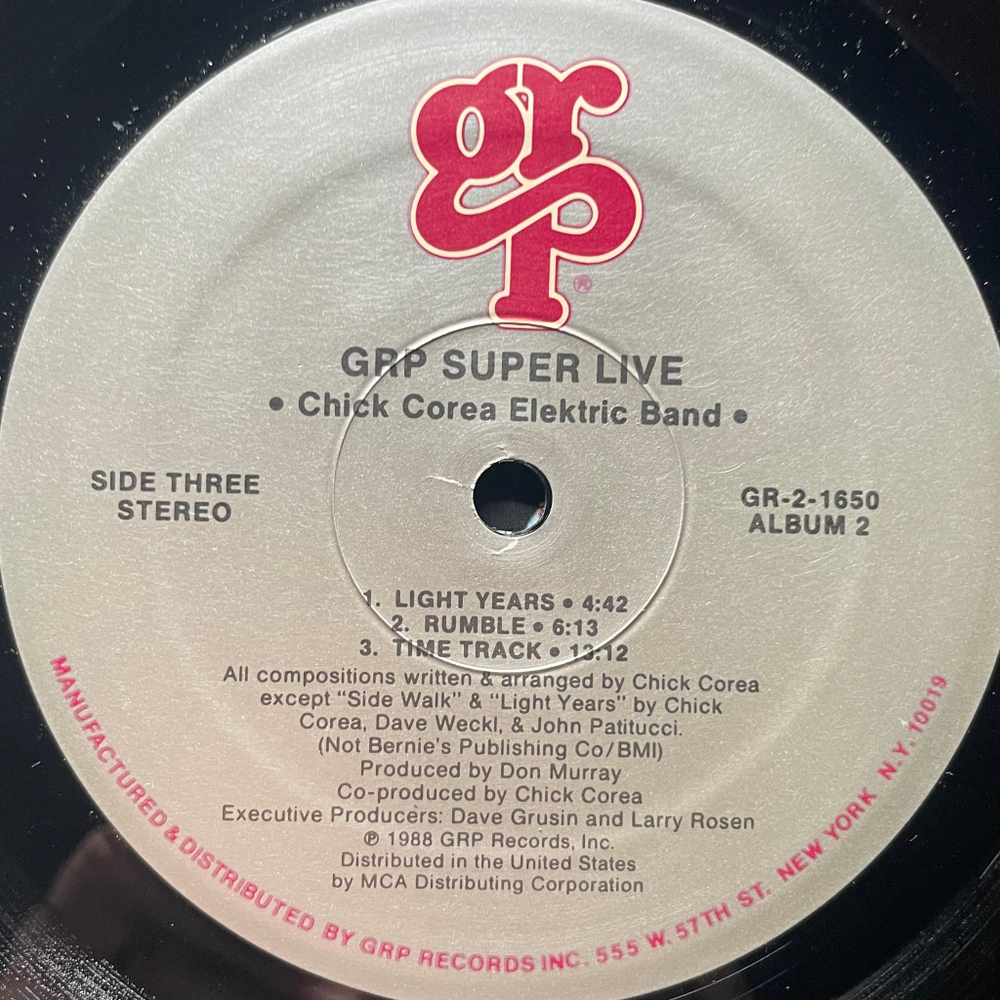 grp
®
GRP SUPER LIVE
• Chick Corea Elektric Band •
SIDE THREE
STEREO
GR-2-1650
ALBUM 2
1. LIGHT YEARS • 4:42
2. RUMBLE • 6:13
3. TIME TRACK • 13:12
All compositions written & arranged by Chick Corea
except "Side Walk" & "Light Years" by Chick
Corea, Dave Weckl, & John Patitucci.
(Not Bernie's Publishing Co/BMI)
Produced by Don Murray
Co-produced by Chick Corea
Executive Producers: Dave Grusin and Larry Rosen
℗ 1988 GRP Records, Inc.
Distributed in the United States
by MCA Distributing Corporation
MANUFACTURED & DISTRIBUTED BY GRP RECORDS INC. 555 W. 57TH ST. NEW YORK N.Y. 10019